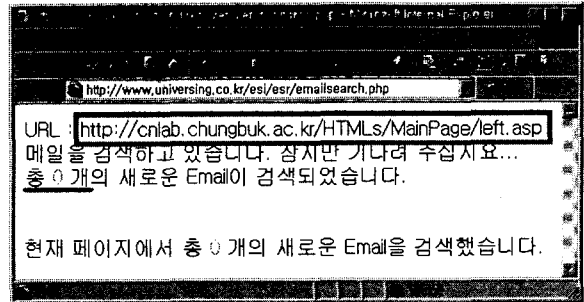 http://www.universing.co.kr/esi/esr/emailsearch.php
URL : http://cnlab.chungbuk.ac.kr/HTMLs/MainPage/left.asp
메일을 검색하고 있습니다. 잠시만 기다려 주십시요...
총 0 개의 새로운 Email이 검색되었습니다.
현재 페이지에서 총 0 개의 새로운 Email을 검색했습니다.